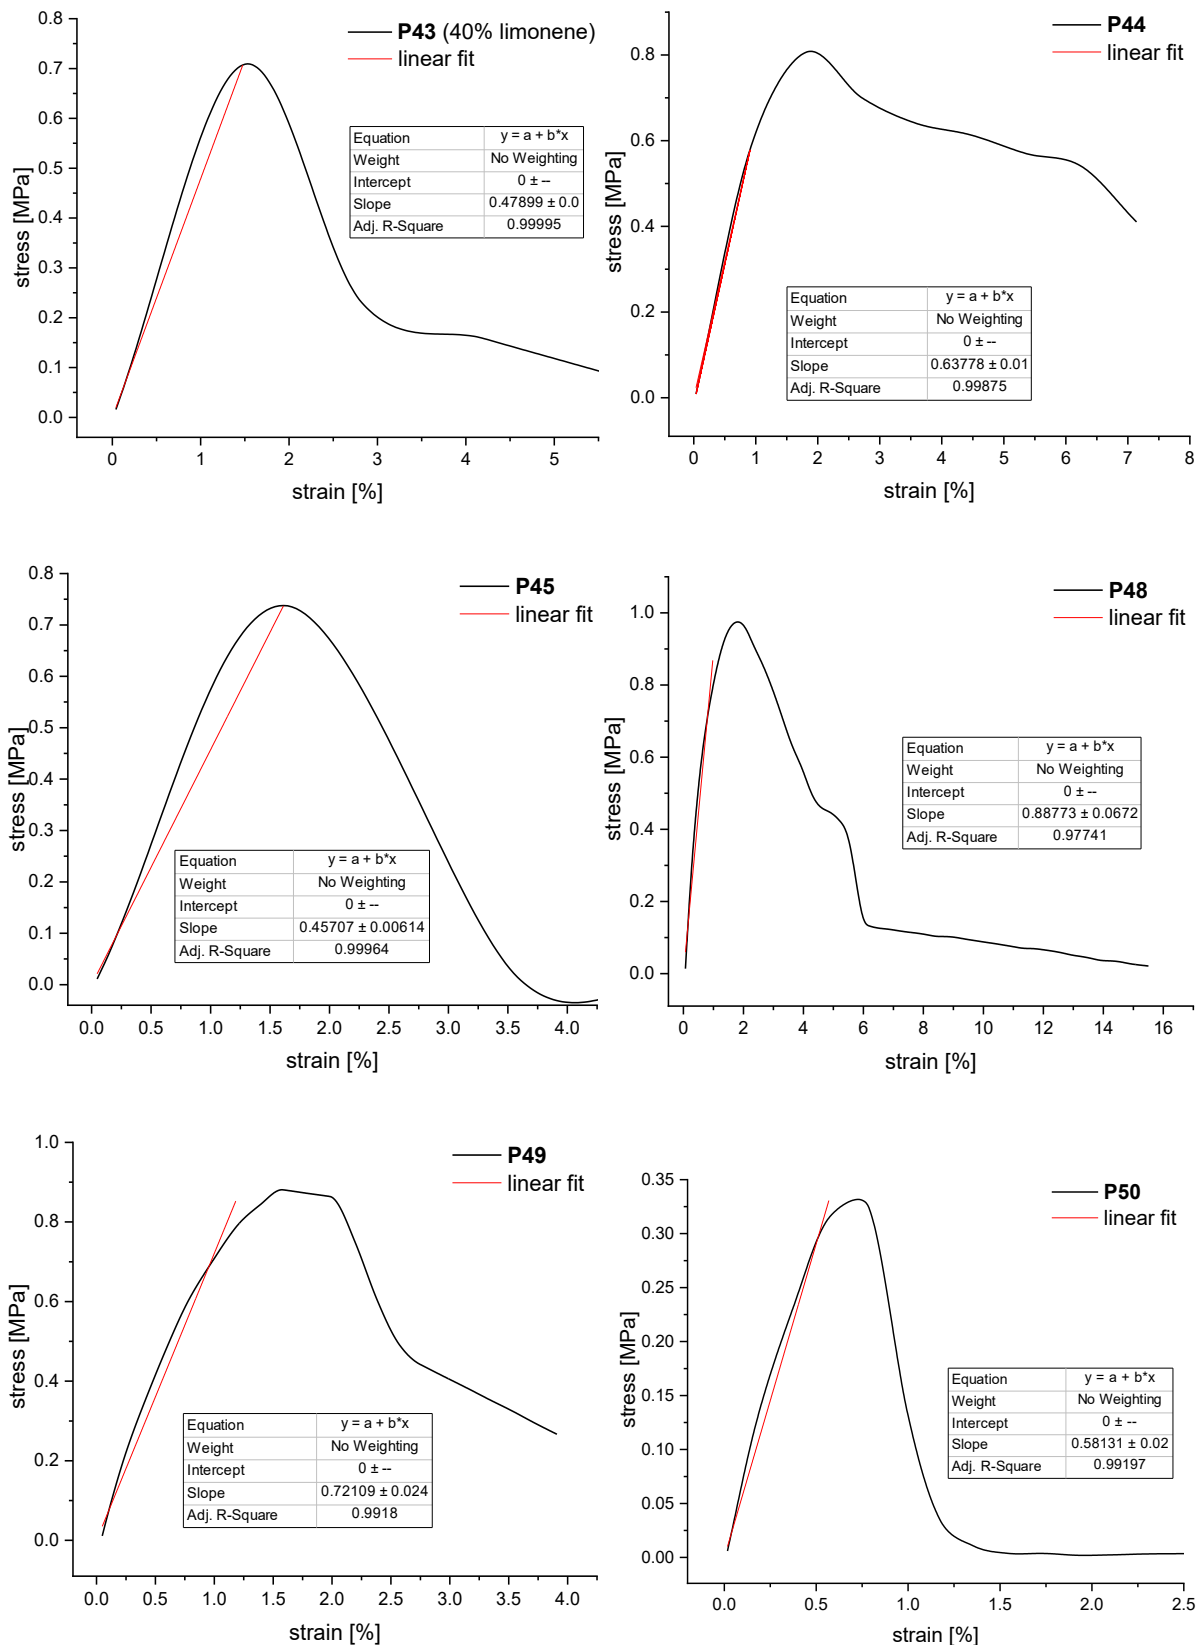 P43 (40% limonene)
linear fit
0.8
0.7
0.6
0.5
0.4
0.3
0.2
0.1
0.0
stress [MPa]
Equation y = a + b*x
Weight No Weighting
Intercept 0 ± --
Slope 0.47899 ± 0.0
Adj. R-Square 0.99995
0 1 2 3 4 5
strain [%]
P44
linear fit
0.8
0.6
0.4
0.2
0.0
stress [MPa]
Equation y = a + b*x
Weight No Weighting
Intercept 0 ± --
Slope 0.63778 ± 0.01
Adj. R-Square 0.99875
0 1 2 3 4 5 6 7 8
strain [%]
P45
linear fit
0.8
0.7
0.6
0.5
0.4
0.3
0.2
0.1
0.0
stress [MPa]
Equation y = a + b*x
Weight No Weighting
Intercept 0 ± --
Slope 0.45707 ± 0.00614
Adj. R-Square 0.99964
0.0 0.5 1.0 1.5 2.0 2.5 3.0 3.5 4.0
strain [%]
P48
linear fit
1.0
0.8
0.6
0.4
0.2
0.0
stress [MPa]
Equation y = a + b*x
Weight No Weighting
Intercept 0 ± --
Slope 0.88773 ± 0.0672
Adj. R-Square 0.97741
0 2 4 6 8 10 12 14 16
strain [%]
P49
linear fit
1.0
0.8
0.6
0.4
0.2
0.0
stress [MPa]
Equation y = a + b*x
Weight No Weighting
Intercept 0 ± --
Slope 0.72109 ± 0.024
Adj. R-Square 0.9918
0.0 0.5 1.0 1.5 2.0 2.5 3.0 3.5 4.0
strain [%]
P50
linear fit
0.35
0.30
0.25
0.20
0.15
0.10
0.05
0.00
stress [MPa]
Equation y = a + b*x
Weight No Weighting
Intercept 0 ± --
Slope 0.58131 ± 0.02
Adj. R-Square 0.99197
0.0 0.5 1.0 1.5 2.0 2.5
strain [%]